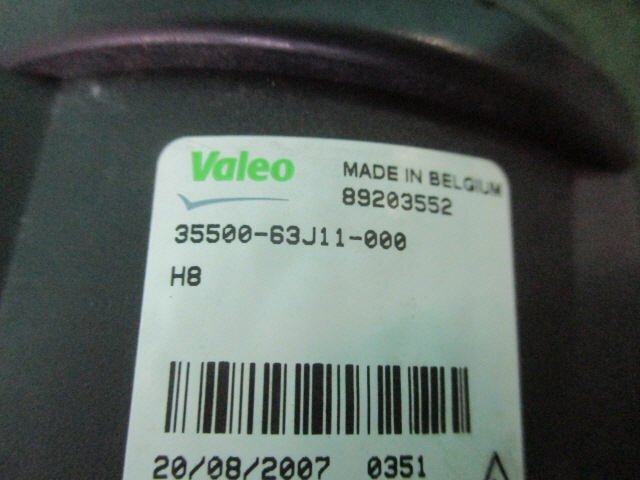 Valeo MADE IN BELGIUM
89203552
35500-63J11-000
H8
20/08/2007 0351